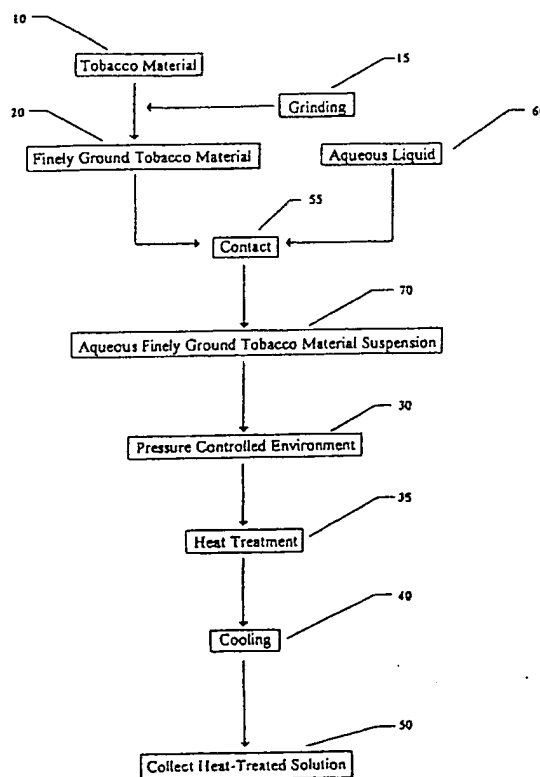 10
Tobacco Material
15
Grinding
20
Finely Ground Tobacco Material
Aqueous Liquid
55
Contact
70
Aqueous Finely Ground Tobacco Material Suspension
30
Pressure Controlled Environment
35
Heat Treatment
40
Cooling
50
Collect Heat-Treated Solution